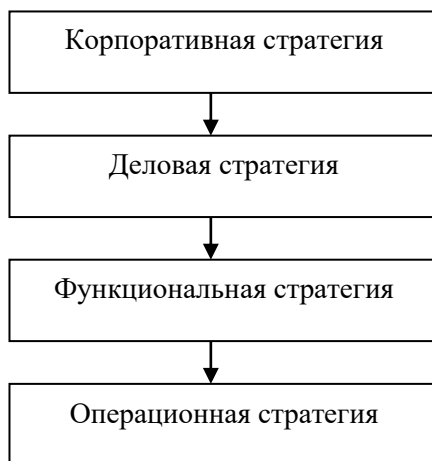 Корпоративная стратегия
Деловая стратегия
Функциональная стратегия
Операционная стратегия